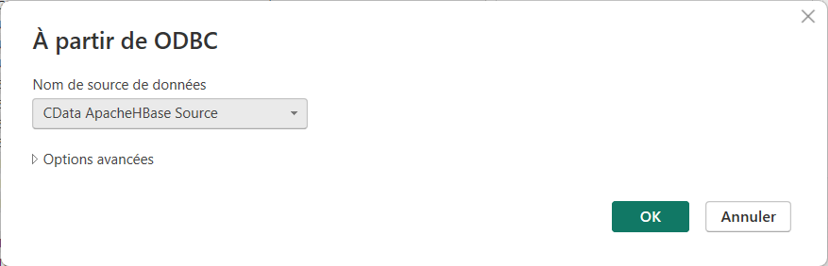 À partir de ODBC
Nom de source de données
CData ApacheHBase Source
Options avancées
OK
Annuler